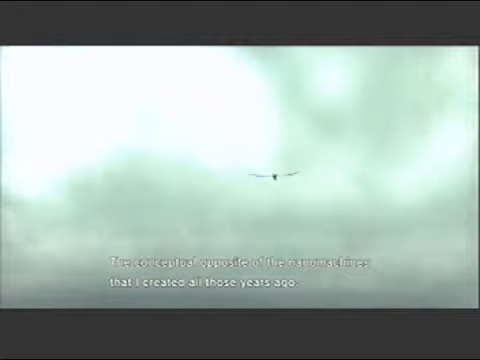 The conceptual opposite of the nanomachines
that I created all those years ago.